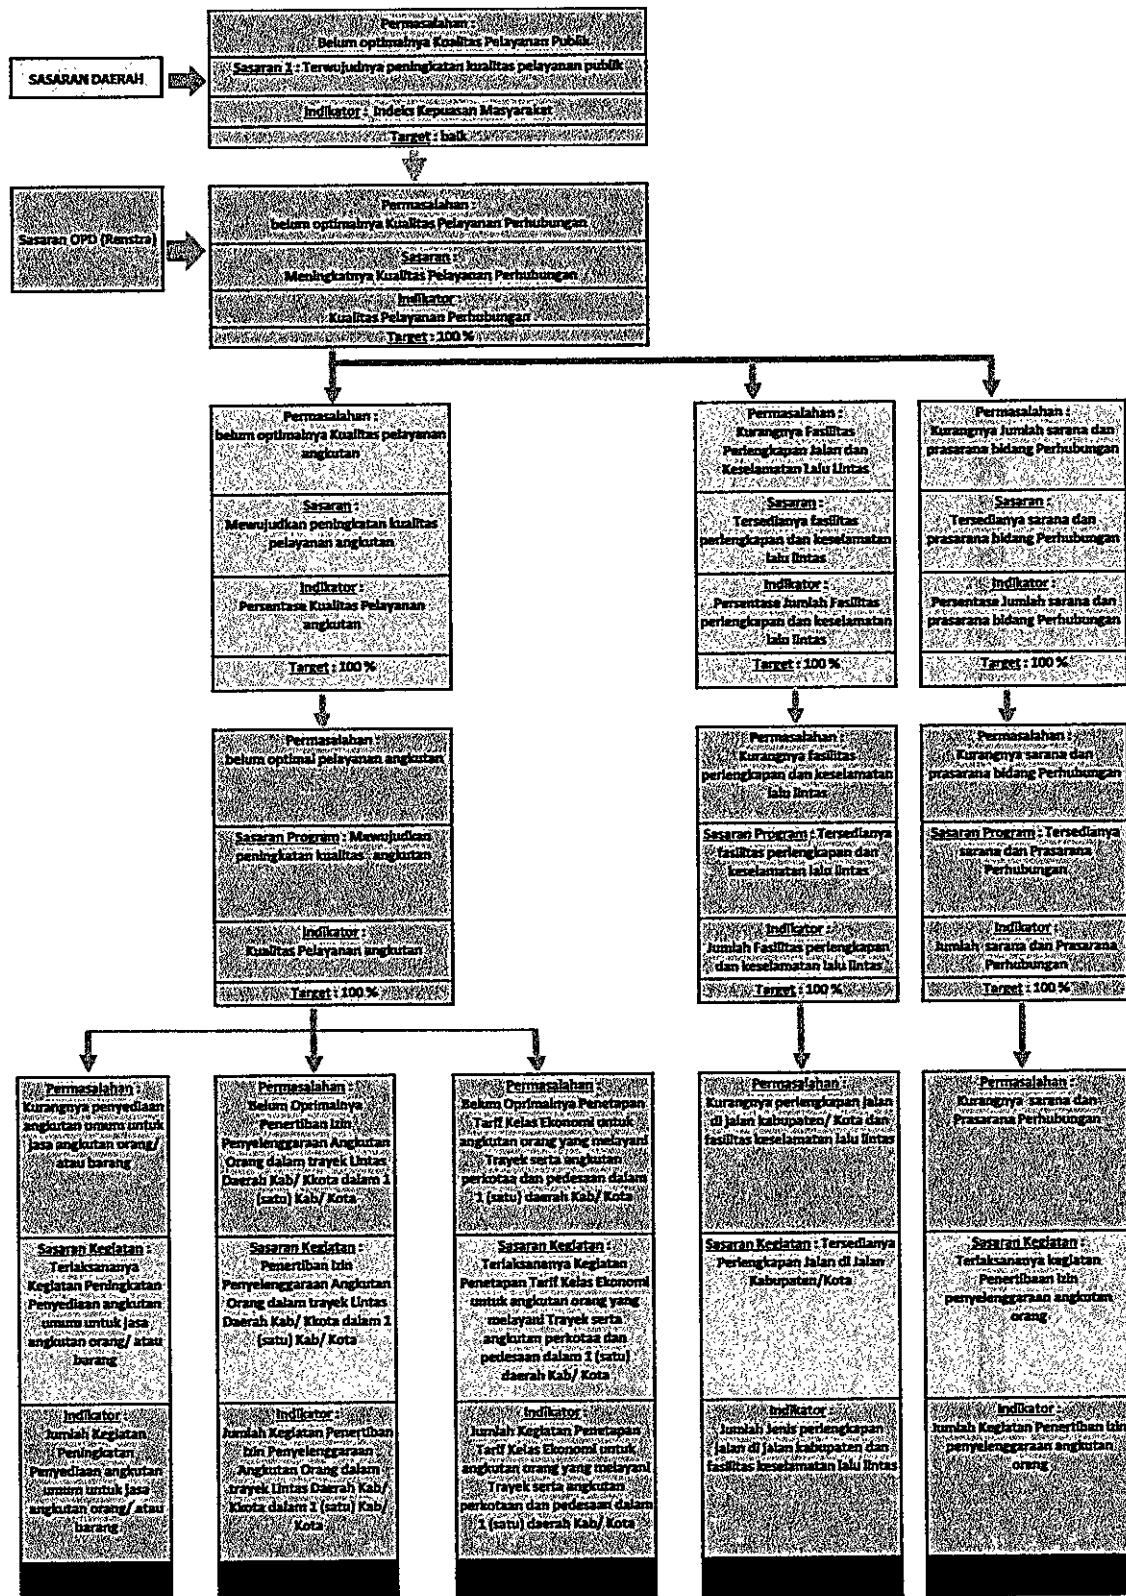 Permasalahan :
Belum optimalnya Kualitas Pelayanan Publik
SASARAN DAERAH
Sasaran 1 : Terwujudnya peningkatan kualitas pelayanan publik
Indikator : Indeks Kepuasan Masyarakat
Target : baik
Sasaran OPD (Renstra)
Permasalahan :
belum optimalnya Kualitas Pelayanan Perhubungan
Sasaran :
Meningkatnya Kualitas Pelayanan Perhubungan
Indikator :
Kualitas Pelayanan Perhubungan
Target : 100 %
Permasalahan :
belum optimalnya Kualitas pelayanan
angkutan
Sasaran :
Mewujudkan peningkatan kualitas
pelayanan angkutan
Indikator :
Persentase Kualitas Pelayanan
angkutan
Target : 100 %
Permasalahan :
Kurangnya Fasilitas
Perlengkapan Jalan dan
Keselamatan Lalu Lintas
Sasaran :
Tersedianya fasilitas
perlengkapan dan keselamatan
lalu lintas
Indikator :
Persentase Jumlah Fasilitas
perlengkapan dan keselamatan
lalu lintas
Target : 100 %
Permasalahan :
Kurangnya Jumlah sarana dan
prasarana bidang Perhubungan
Sasaran :
Tersedianya sarana dan
prasarana bidang Perhubungan
Indikator :
Persentase Jumlah sarana dan
prasarana bidang Perhubungan
Target : 100 %
Permasalahan :
belum optimal pelayanan angkutan
Sasaran Program : Mewujudkan
peningkatan kualitas angkutan
Indikator :
Kualitas Pelayanan angkutan
Target : 100 %
Permasalahan :
Kurangnya fasilitas
perlengkapan dan keselamatan
lalu lintas
Sasaran Program : Tersedianya
fasilitas perlengkapan dan
keselamatan lalu lintas
Indikator :
Jumlah Fasilitas perlengkapan
dan keselamatan lalu lintas
Target : 100 %
Permasalahan :
Kurangnya sarana dan
prasarana bidang Perhubungan
Sasaran Program : Tersedianya
sarana dan Prasarana
Perhubungan
Indikator :
Jumlah sarana dan Prasarana
Perhubungan
Target : 100 %
Permasalahan :
Kurangnya penyediaan
angkutan umum untuk
jasa angkutan orang/
atau barang
Sasaran Kegiatan :
Terlaksananya
Kegiatan Peningkatan
Penyediaan angkutan
umum untuk jasa
angkutan orang/ atau
barang
Indikator :
Jumlah Kegiatan
Peningkatan
Penyediaan angkutan
umum untuk jasa
angkutan orang/ atau
barang
Permasalahan :
Belum Oprimalnya
Penertiban Izin
Penyelenggaraan Angkutan
Orang dalam trayek Lintas
Daerah Kab/ Kkota dalam 1
(satu) Kab/ Kota
Sasaran Kegiatan :
Penertiban Izin
Penyelenggaraan Angkutan
Orang dalam trayek Lintas
Daerah Kab/ Kkota dalam 1
(satu) Kab/ Kota
Indikator :
Jumlah Kegiatan Penertiban
Izin Penyelenggaraan
Angkutan Orang dalam
trayek Lintas Daerah Kab/
Kkota dalam 1 (satu) Kab/
Kota
Permasalahan :
Belum Oprimalnya Penetapan
Tarif Kelas Ekonomi untuk
angkutan orang yang melayani
Trayek serta angkutan
perkotaa dan pedesaan dalam
1 (satu) daerah Kab/ Kota
Sasaran Kegiatan :
Terlaksananya Kegiatan
Penetapan Tarif Kelas Ekonomi
untuk angkutan orang yang
melayani Trayek serta
angkutan perkotaa dan
pedesaan dalam 1 (satu)
daerah Kab/ Kota
Indikator :
Jumlah Kegiatan Penetapan
Tarif Kelas Ekonomi untuk
angkutan orang yang melayani
Trayek serta angkutan
perkotaan dan pedesaan dalam
1 (satu) daerah Kab/ Kota
Permasalahan :
Kurangnya perlengkapan jalan
di jalan kabupaten/ Kota dan
fasilitas keselamatan lalu lintas
Sasaran Kegiatan : Tersedianya
Perlengkapan Jalan di Jalan
Kabupaten/Kota
Indikator :
Jumlah Jenis perlengkapan
jalan di jalan kabupaten dan
fasilitas keselamatan lalu lintas
Permasalahan :
Kurangnya sarana dan
Prasarana Perhubungan
Sasaran Kegiatan :
Terlaksananya kegiatan
Penertibaan Izin
penyelenggaraan angkutan
orang
Indikator :
Jumlah Kegiatan Penertiban Izin
penyelenggaraan angkutan
orang